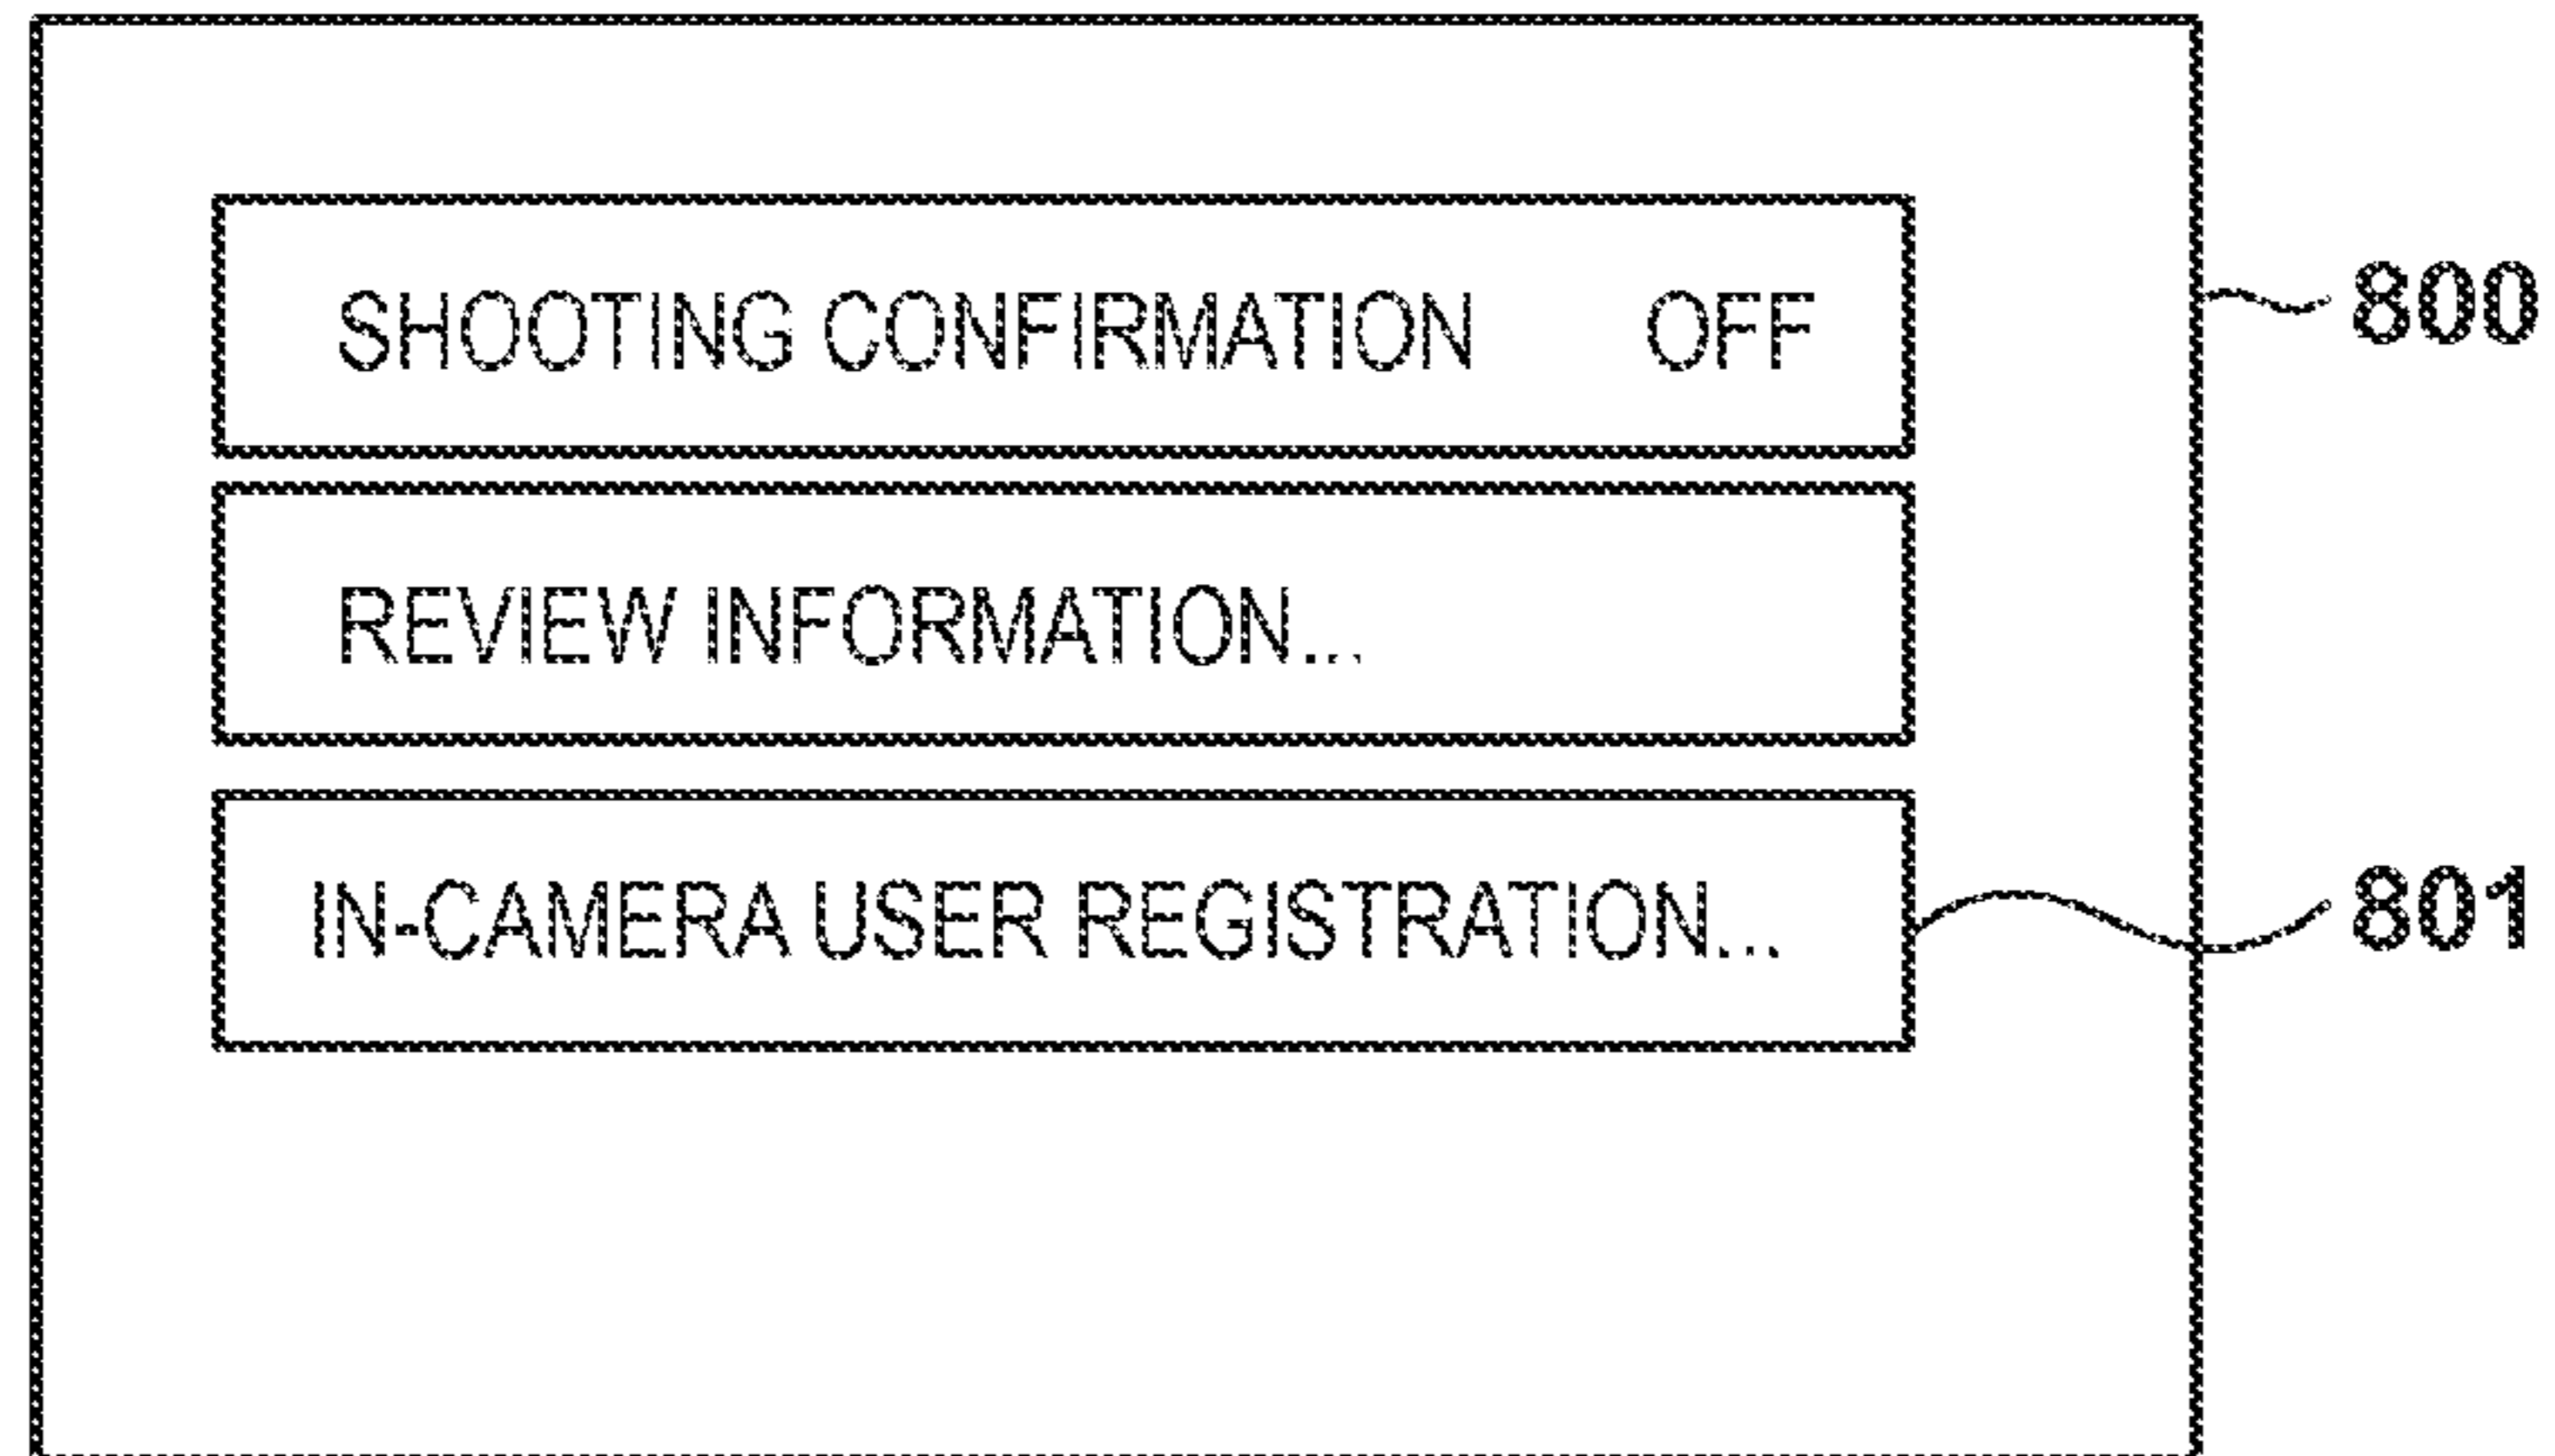 SHOOTING CONFIRMATION OFF
800
REVIEW INFORMATION...
IN-CAMERA USER REGISTRATION...
801